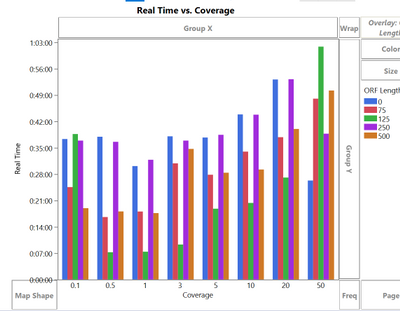 Real Time vs. Coverage
Group X
Wrap
Overlay:
Length
Color
Size
ORF Length
0
75
125
250
500
Group Y
Real Time
1:03:00
0:56:00
0:49:00
0:42:00
0:35:00
0:28:00
0:21:00
0:14:00
0:07:00
0:00:00
0.1
0.5
1
3
5
10
20
50
Map Shape
Coverage
Freq
Page